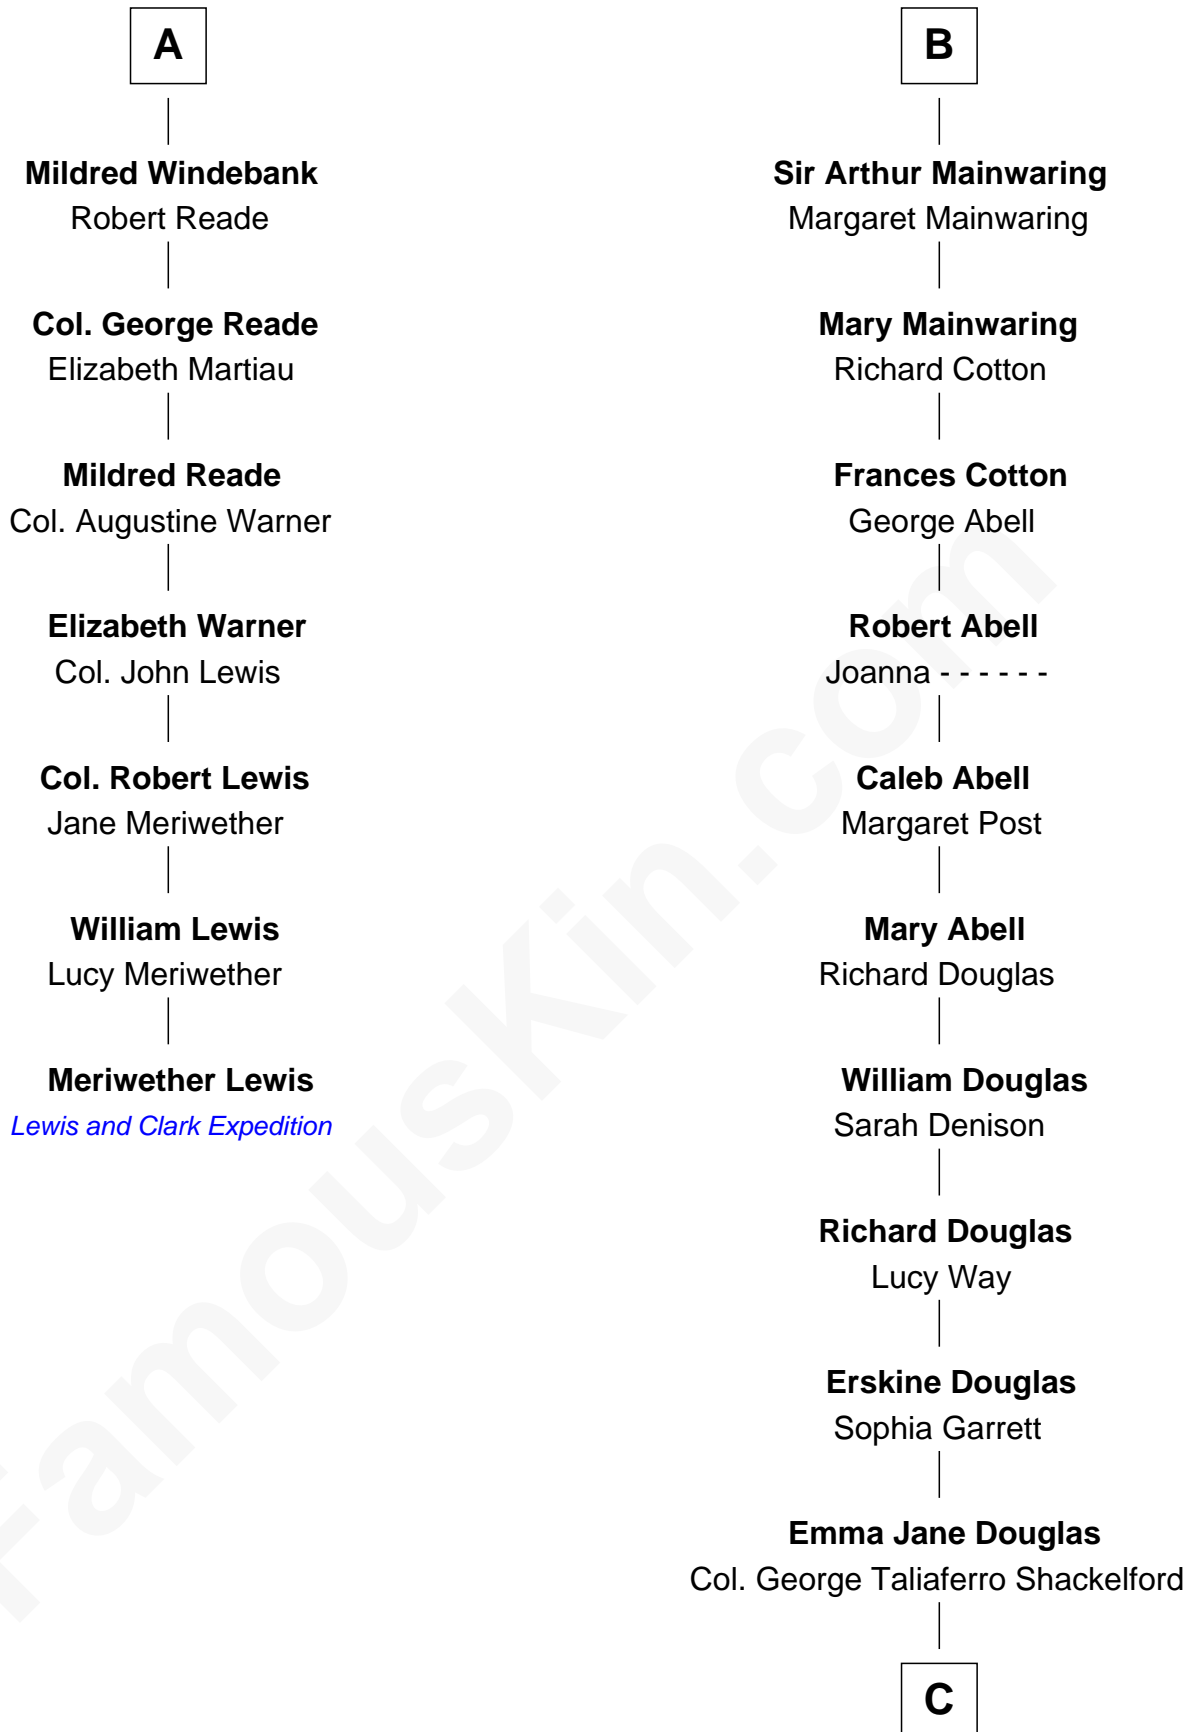 A
Mildred Windebank
Robert Reade
Col. George Reade
Elizabeth Martiau
Mildred Reade
Col. Augustine Warner
Elizabeth Warner
Col. John Lewis
Col. Robert Lewis
Jane Meriwether
William Lewis
Lucy Meriwether
Meriwether Lewis
Lewis and Clark Expedition
B
Sir Arthur Mainwaring
Margaret Mainwaring
Mary Mainwaring
Richard Cotton
Frances Cotton
George Abell
Robert Abell
Joanna - - - - - -
Caleb Abell
Margaret Post
Mary Abell
Richard Douglas
William Douglas
Sarah Denison
Richard Douglas
Lucy Way
Erskine Douglas
Sophia Garrett
Emma Jane Douglas
Col. George Taliaferro Shackelford
C
FamousKin.com